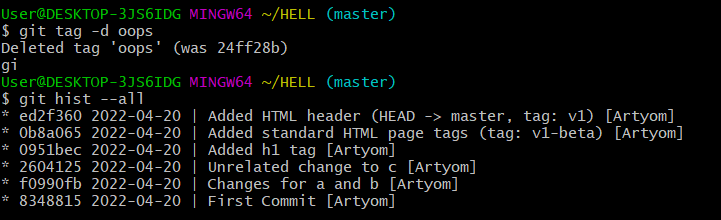 User@DESKTOP-3JS6IDG MINGW64 ~/HELL (master)
$ git tag -d oops
Deleted tag 'oops' (was 24ff28b)
gi
User@DESKTOP-3JS6IDG MINGW64 ~/HELL (master)
$ git hist --all
* ed2f360 2022-04-20 | Added HTML header (HEAD -> master, tag: v1) [Artyom]
* 0b8a065 2022-04-20 | Added standard HTML page tags (tag: v1-beta) [Artyom]
* 0951bec 2022-04-20 | Added h1 tag [Artyom]
* 2604125 2022-04-20 | Unrelated change to c [Artyom]
* f0990fb 2022-04-20 | Changes for a and b [Artyom]
* 8348815 2022-04-20 | First Commit [Artyom]